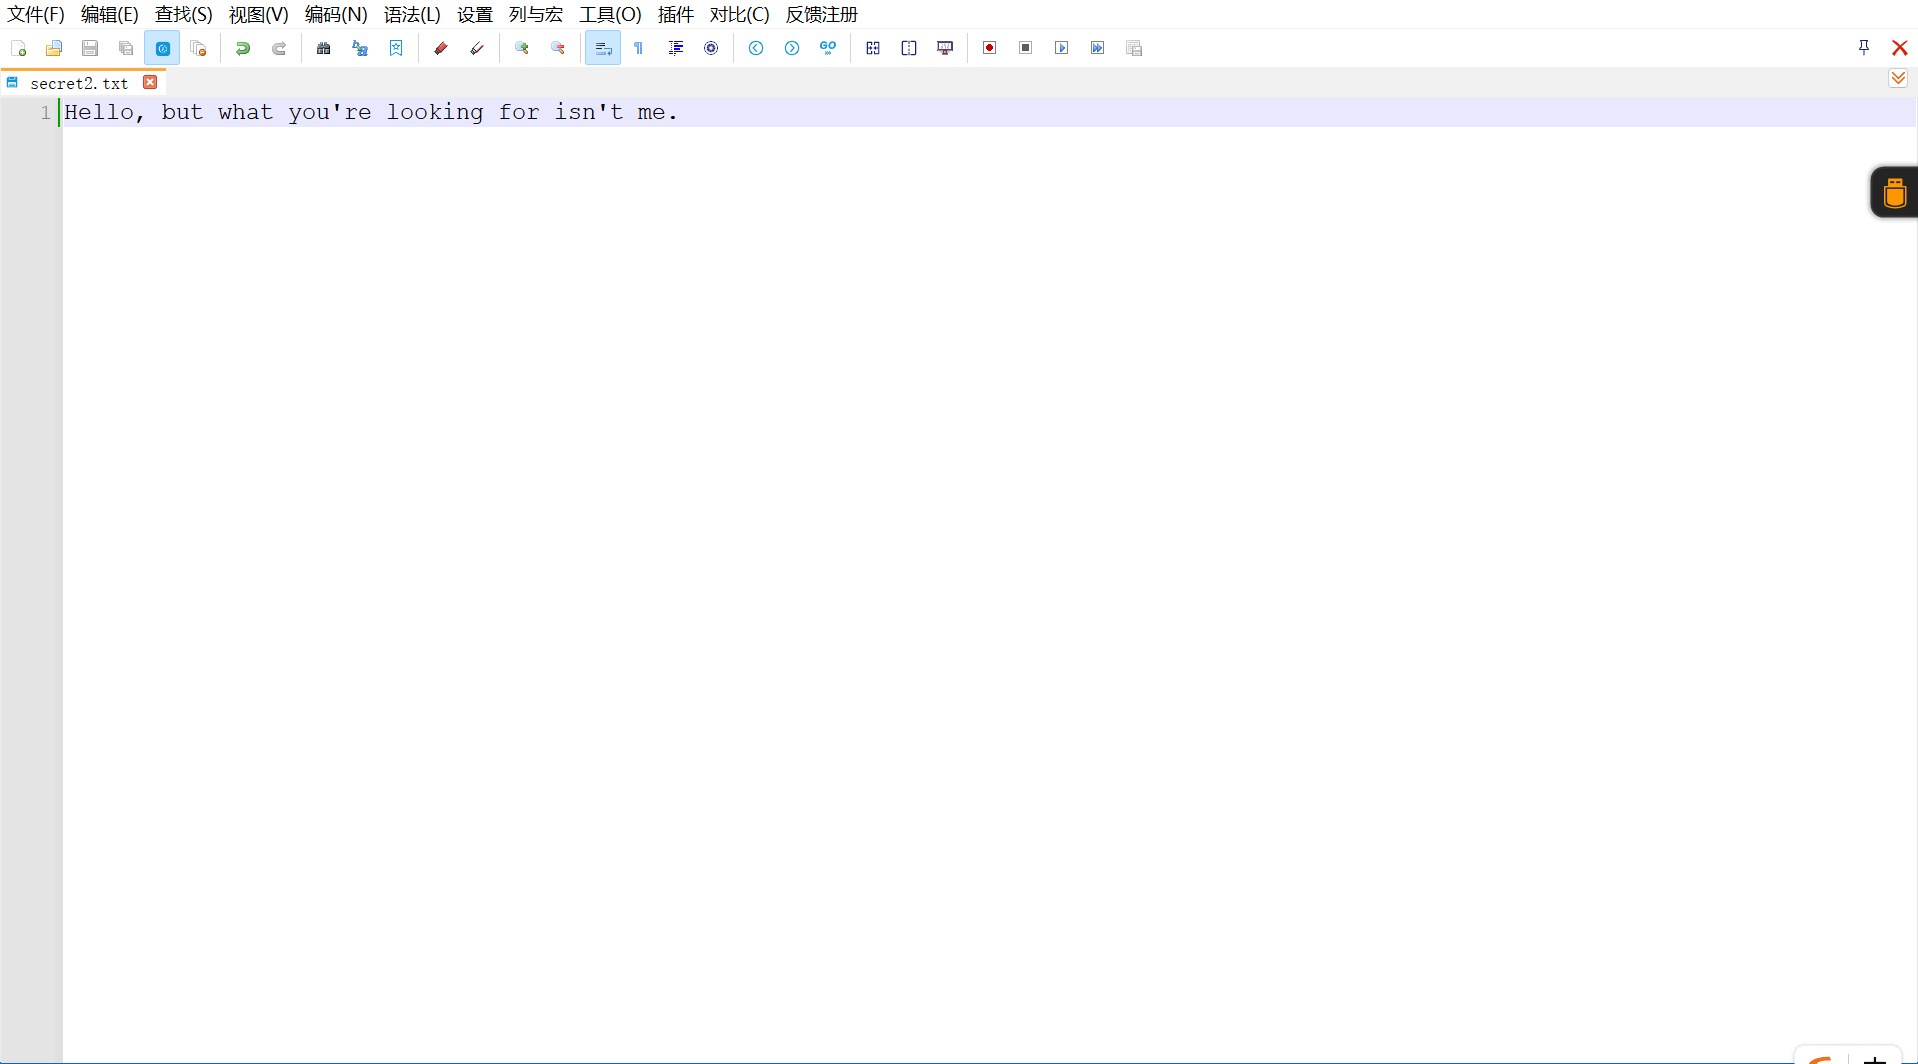 文件(F) 编辑(E) 查找(S) 视图(V) 编码(N) 语法(L) 设置 列与宏 工具(O) 插件 对比(C) 反馈注册
GO
secret2.txt
1 Hello, but what you're looking for isn't me.